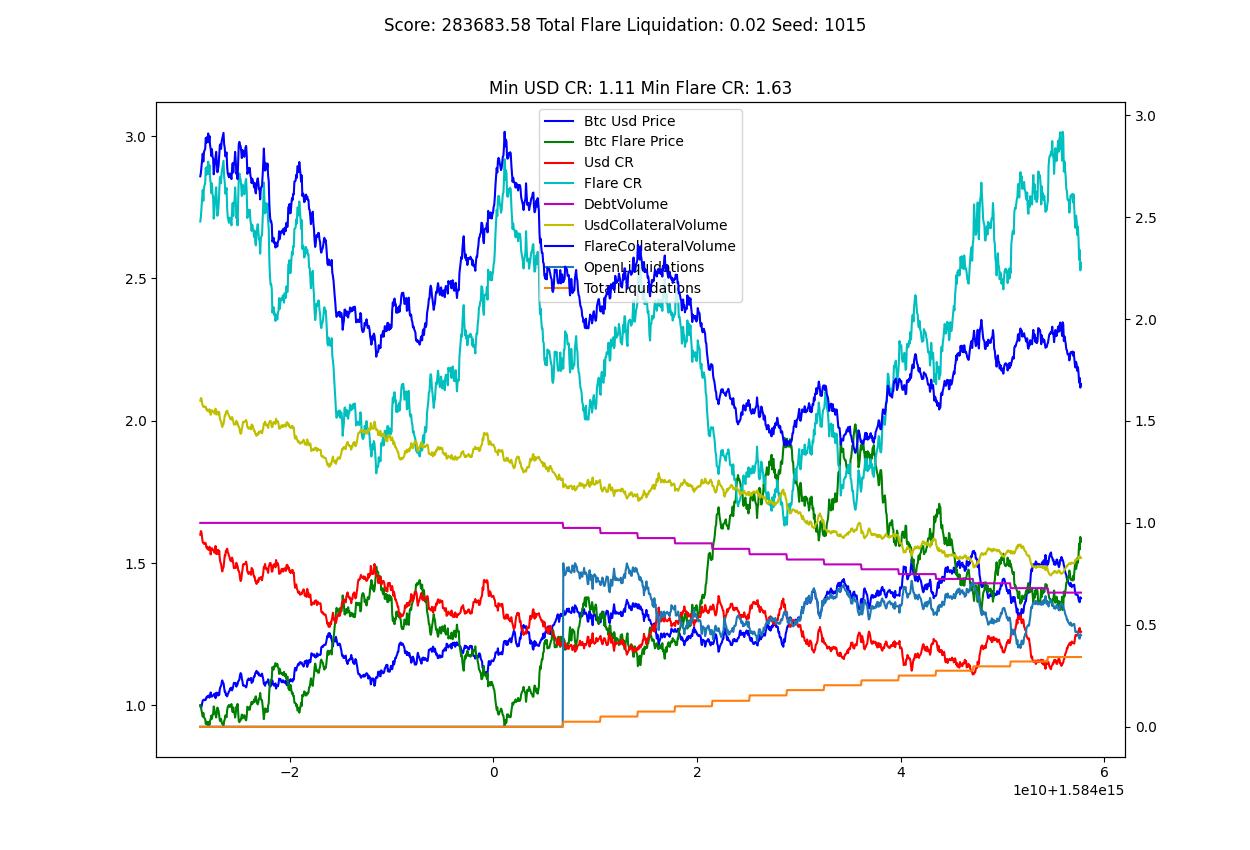 Score: 283683.58 Total Flare Liquidation: 0.02 Seed: 1015
Min USD CR: 1.11 Min Flare CR: 1.63
Btc Usd Price
Btc Flare Price
Usd CR
Flare CR
DebtVolume
UsdCollateralVolume
FlareCollateralVolume
OpenLiquidations
TotalLiquidations
3.0
2.5
2.0
1.5
1.0
3.0
2.5
2.0
1.5
1.0
0.5
0.0
−2 0 2 4 6
1e10+1.584e15